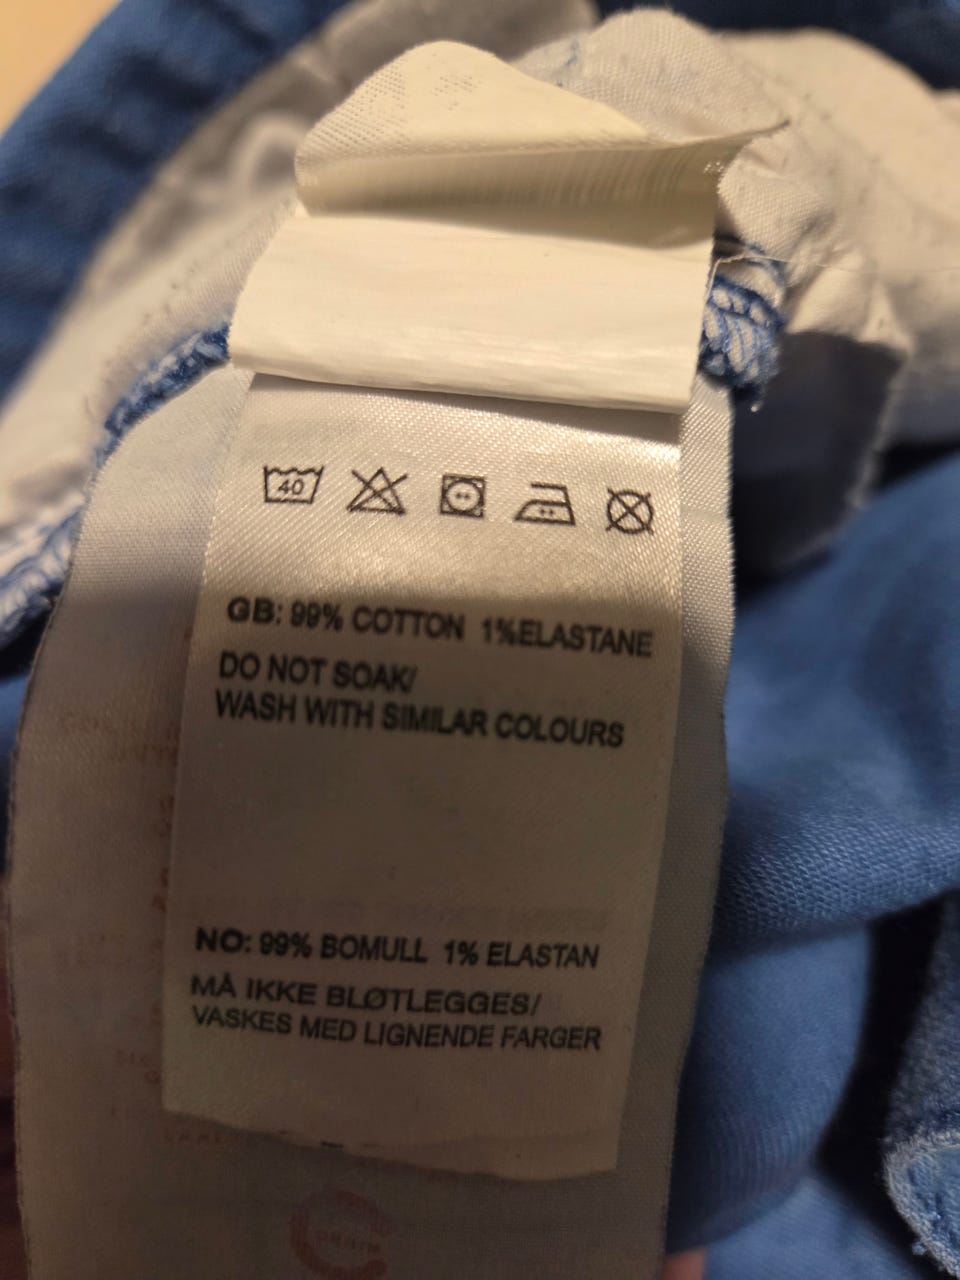 40
GB: 99% COTTON 1%ELASTANE
DO NOT SOAK/
WASH WITH SIMILAR COLOURS
NO: 99% BOMULL 1% ELASTAN
MÅ IKKE BLØTLEGGES/
VASKES MED LIGNENDE FARGER